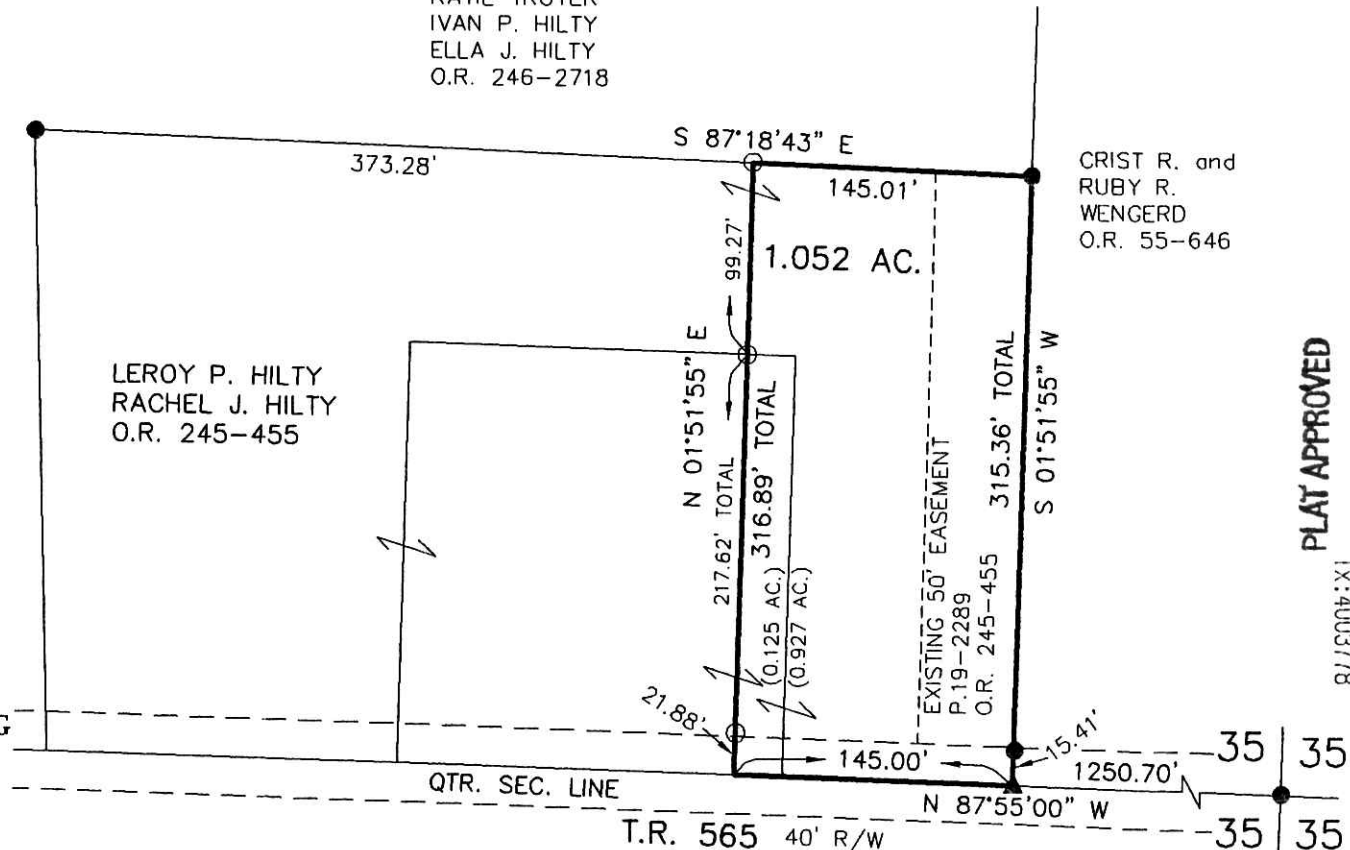 IVAN P. HILTY
ELLA J. HILTY
O.R. 246-2718
S 87°18'43" E
373.28'
145.01'
CRIST R. and
RUBY R.
WENGERD
O.R. 55-646
99.27'
1.052 AC.
N 01°51'55" E
LEROY P. HILTY
RACHEL J. HILTY
O.R. 245-455
217.62' TOTAL
316.89' TOTAL
(0.125 AC.)
(0.927 AC.)
EXISTING 50' EASEMENT
P.19-2289
O.R. 245-455
315.36' TOTAL
S 01°51'55" W
PLAT APPROVED
21.88'
15.41'
145.00'
1250.70'
35 35
QTR. SEC. LINE
N 87°55'00" W
T.R. 565 40' R/W
35 35